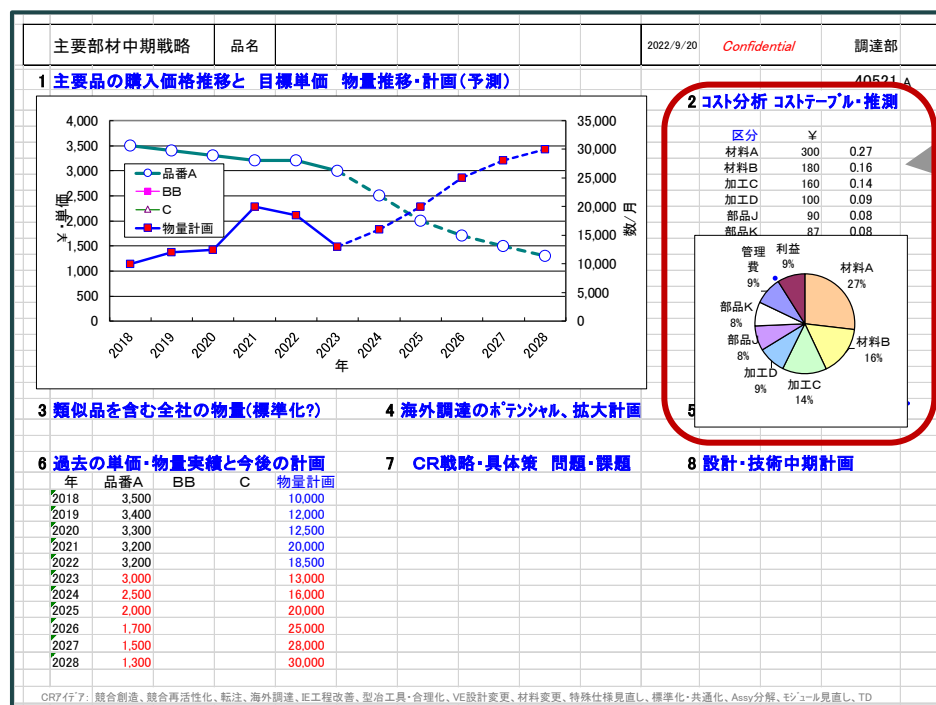 主要部材中期戦略 品名 2022/9/20 Confidential 調達部
40521 A
1 主要品の購入価格推移と 目標単価 物量推移・計画(予測)
4,000
3,500
3,000
2,500
2,000
1,500
1,000
500
0
¥・単価
35,000
30,000
25,000
20,000
15,000
10,000
5,000
0
数/月
品番A
BB
C
物量計画
2018 2019 2020 2021 2022 2023 2024 2025 2026 2027 2028
年
2 コスト分析 コストテーブル・推測
区分 ¥
材料A 300 0.27
材料B 180 0.16
加工C 160 0.14
加工D 100 0.09
部品J 90 0.08
部品K 87 0.08
管理費 9%
利益 9%
材料A 27%
材料B 16%
加工C 14%
加工D 9%
部品J 8%
部品K 8%
3 類似品を含む全社の物量(標準化?)
4 海外調達のポテンシャル、拡大計画
5
6 過去の単価・物量実績と今後の計画
年 品番A BB C 物量計画
2018 3,500 10,000
2019 3,400 12,000
2020 3,300 12,500
2021 3,200 20,000
2022 3,200 18,500
2023 3,000 13,000
2024 2,500 16,000
2025 2,000 20,000
2026 1,700 25,000
2027 1,500 28,000
2028 1,300 30,000
7 CR戦略・具体策 問題・課題
8 設計・技術中期計画
CRアイデア: 競合創造、競合再活性化、転注、海外調達、IE工程改善、型冶工具・合理化、VE設計変更、材料変更、特殊仕様見直し、標準化・共通化、Assy分解、モジュール見直し、TD